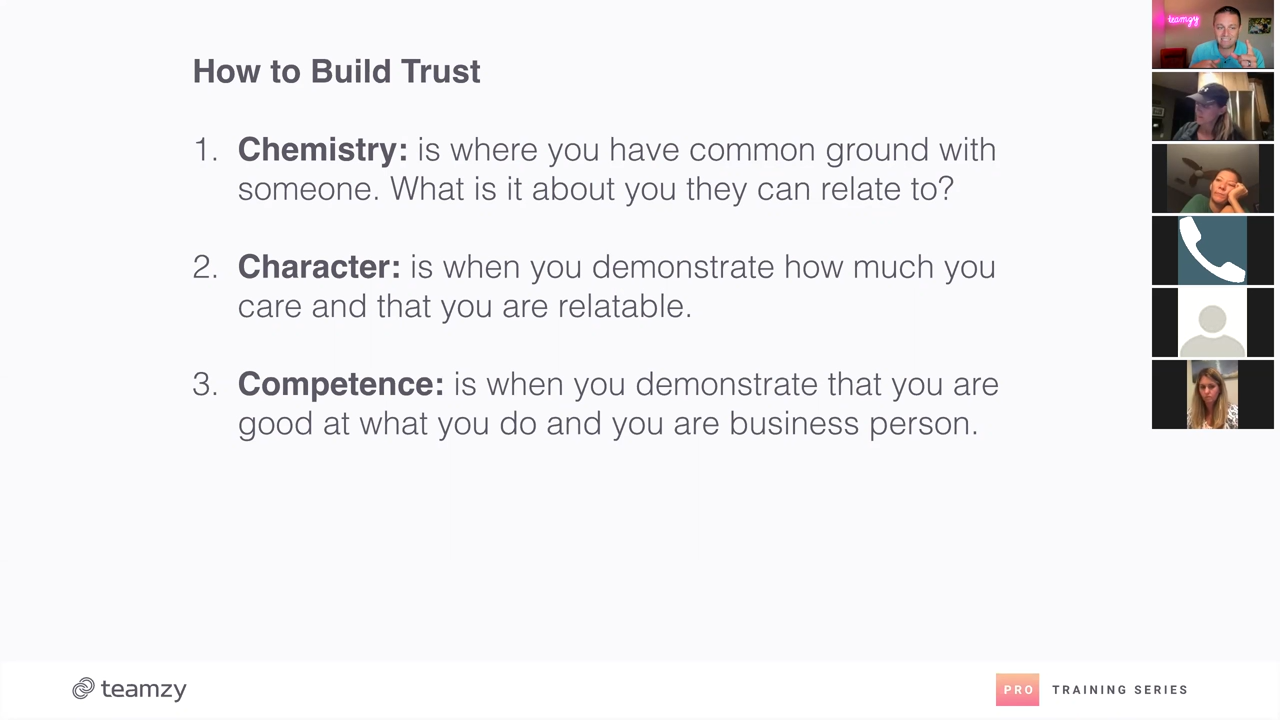 teamzy
How to Build Trust
1. Chemistry: is where you have common ground with
someone. What is it about you they can relate to?
2. Character: is when you demonstrate how much you
care and that you are relatable.
3. Competence: is when you demonstrate that you are
good at what you do and you are business person.
teamzy
PRO TRAINING SERIES